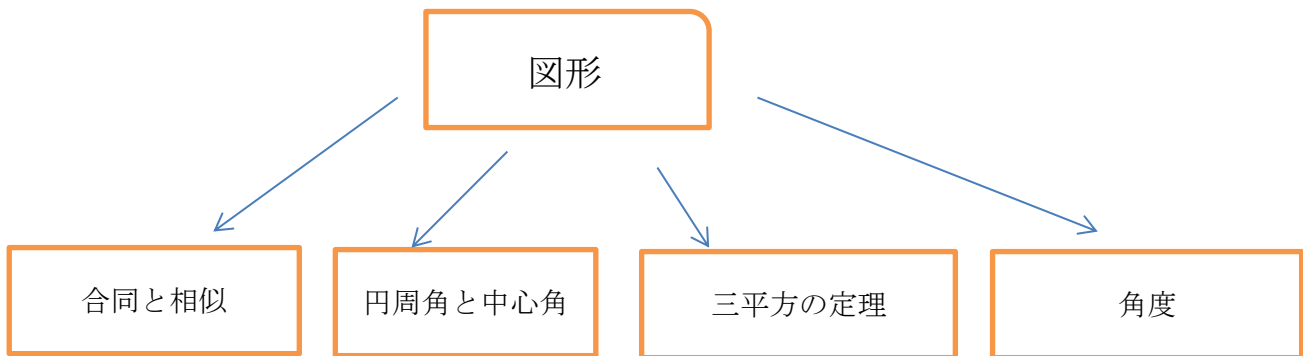 図形
合同と相似
円周角と中心角
三平方の定理
角度